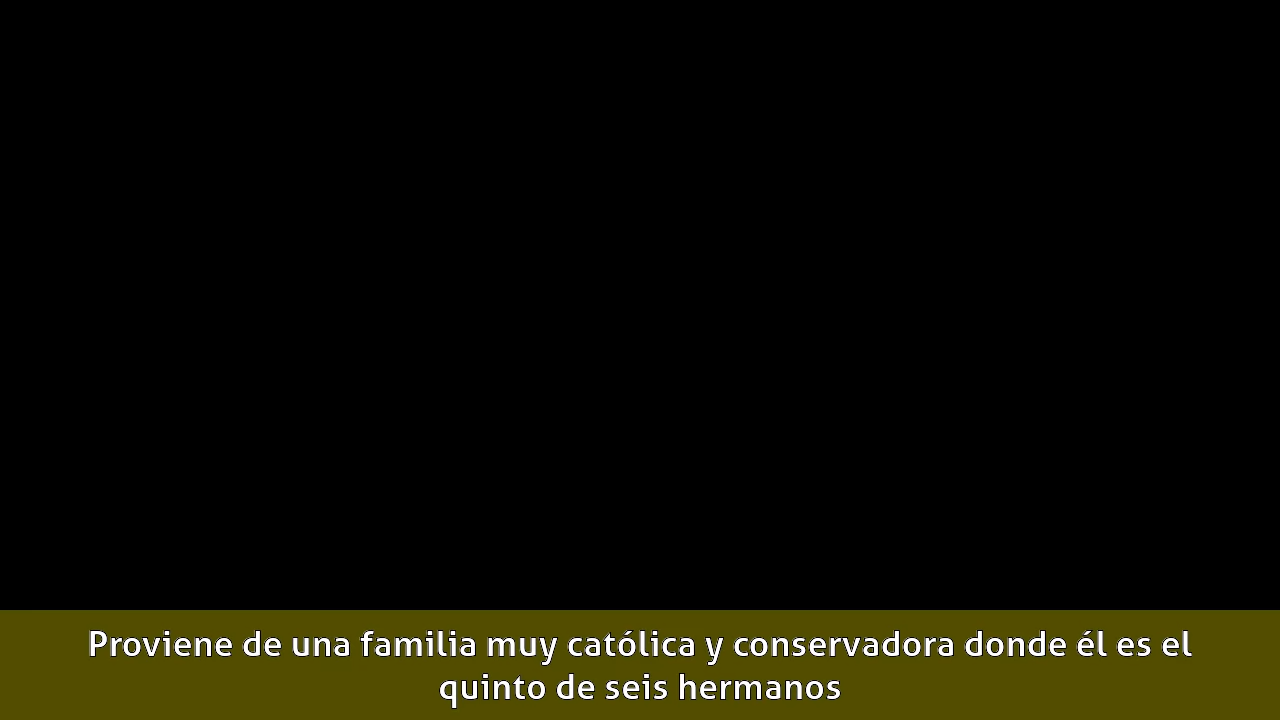 Proviene de una familia muy católica y conservadora donde él es el
quinto de seis hermanos